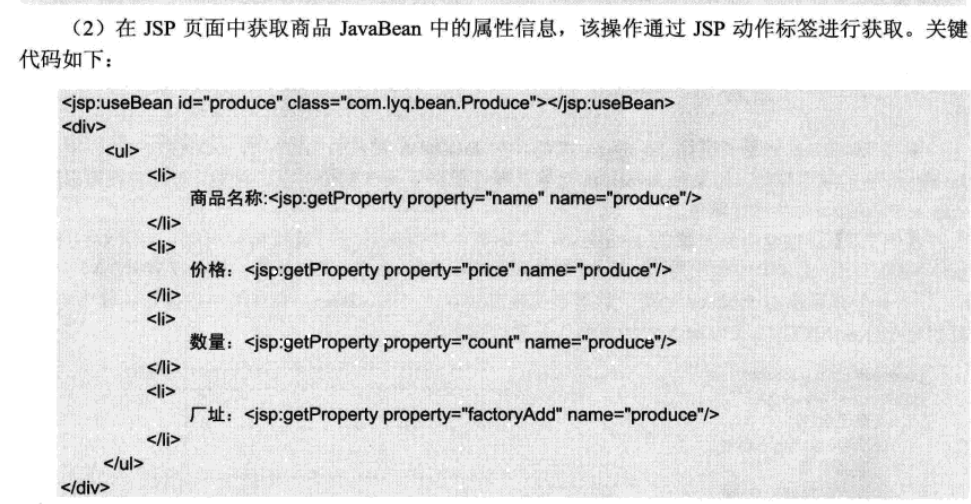 （2）在 JSP 页面中获取商品 JavaBean 中的属性信息，该操作通过 JSP 动作标签进行获取。关键
代码如下：
<jsp:useBean id="produce" class="com.lyq.bean.Produce"></jsp:useBean>
<div>
<ul>
<li>
商品名称:<jsp:getProperty property="name" name="produce"/>
</li>
<li>
价格：<jsp:getProperty property="price" name="produce"/>
</li>
<li>
数量：<jsp:getProperty property="count" name="produce"/>
</li>
<li>
厂址：<jsp:getProperty property="factoryAdd" name="produce"/>
</li>
</ul>
</div>